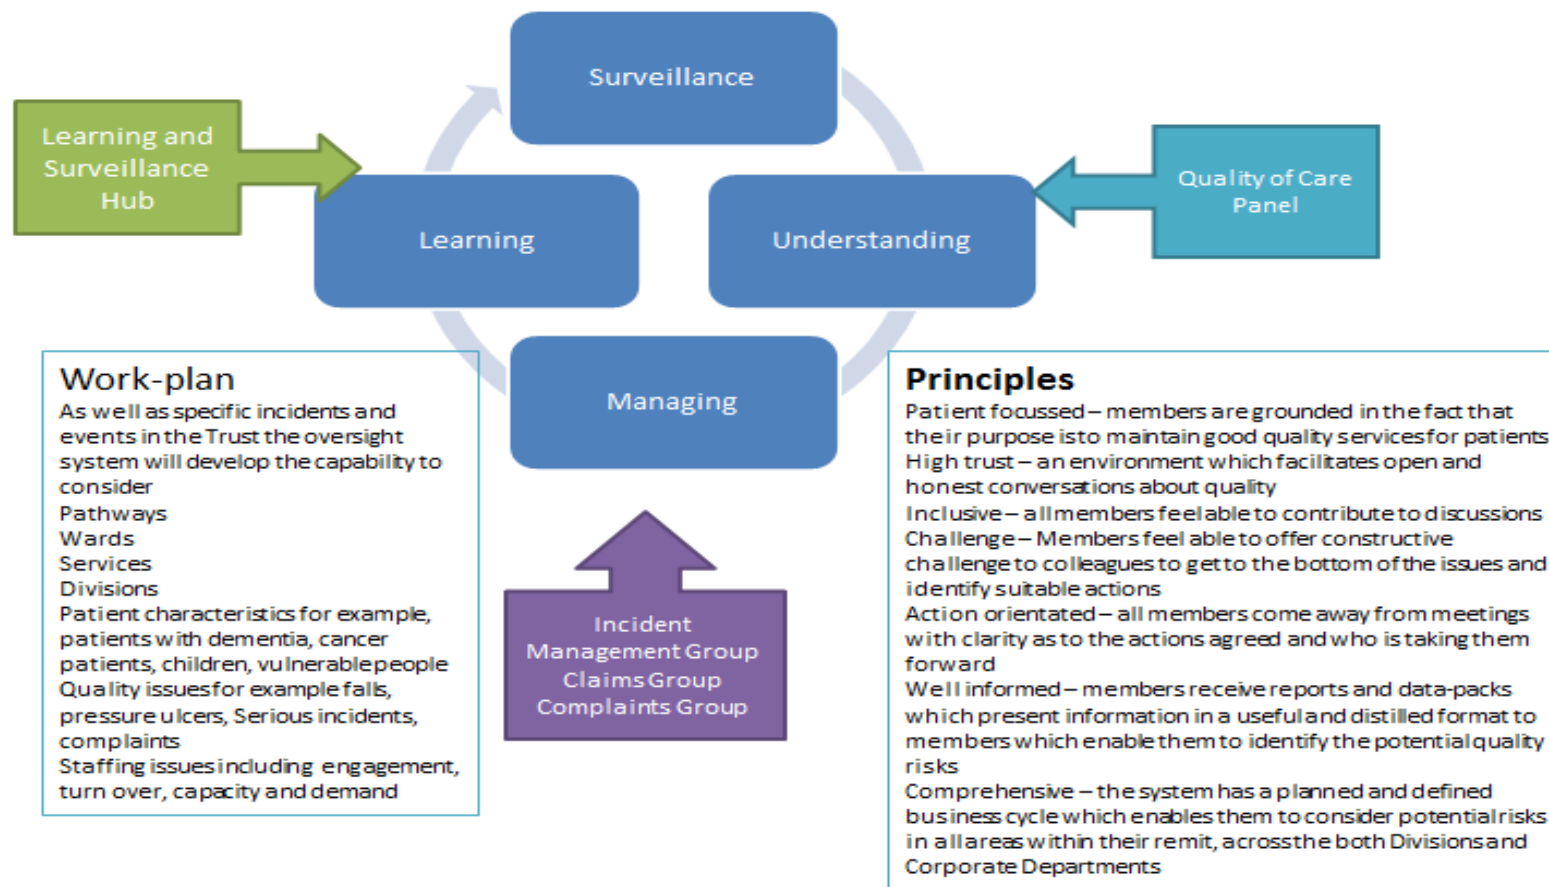 Surveillance
Learning and
Surveillance
Hub
Quality of Care
Panel
Learning
Understanding
Managing
Work-plan
As well as specific incidents and
events in the Trust the oversight
system will develop the capability to
consider
Pathways
Wards
Services
Divisions
Patient characteristics for example,
patients with dementia, cancer
patients, children, vulnerable people
Quality issues for example falls,
pressure ulcers, Serious incidents,
complaints
Staffing issues including engagement,
turn over, capacity and demand
Incident
Management Group
Claims Group
Complaints Group
Principles
Patient focussed – members are grounded in the fact that
their purpose is to maintain good quality services for patients
High trust – an environment which facilitates open and
honest conversations about quality
Inclusive – all members feel able to contribute to discussions
Challenge – Members feel able to offer constructive
challenge to colleagues to get to the bottom of the issues and
identify suitable actions
Action orientated – all members come away from meetings
with clarity as to the actions agreed and who is taking them
forward
Well informed – members receive reports and data-packs
which present information in a useful and distilled format to
members which enable them to identify the potential quality
risks
Comprehensive – the system has a planned and defined
business cycle which enables them to consider potential risks
in all areas within their remit, across the both Divisions and
Corporate Departments